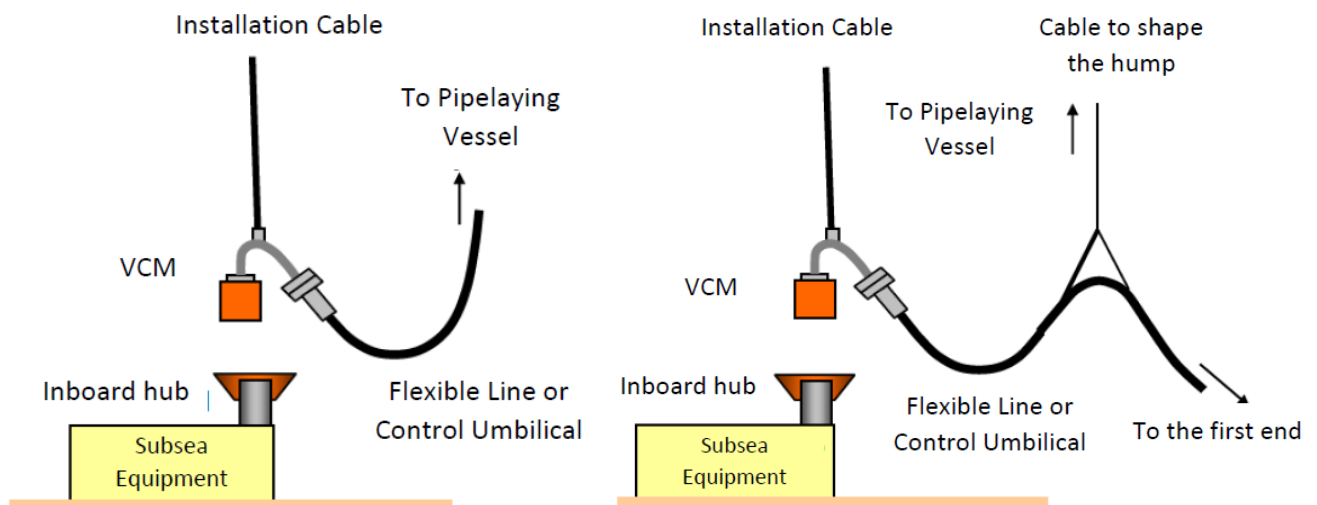 Installation Cable
To Pipelaying
Vessel
VCM
Inboard hub
Flexible Line or
Control Umbilical
Subsea
Equipment
Installation Cable
Cable to shape
the hump
To Pipelaying
Vessel
VCM
Inboard hub
Flexible Line or
Control Umbilical
To the first end
Subsea
Equipment